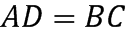 AD = BC